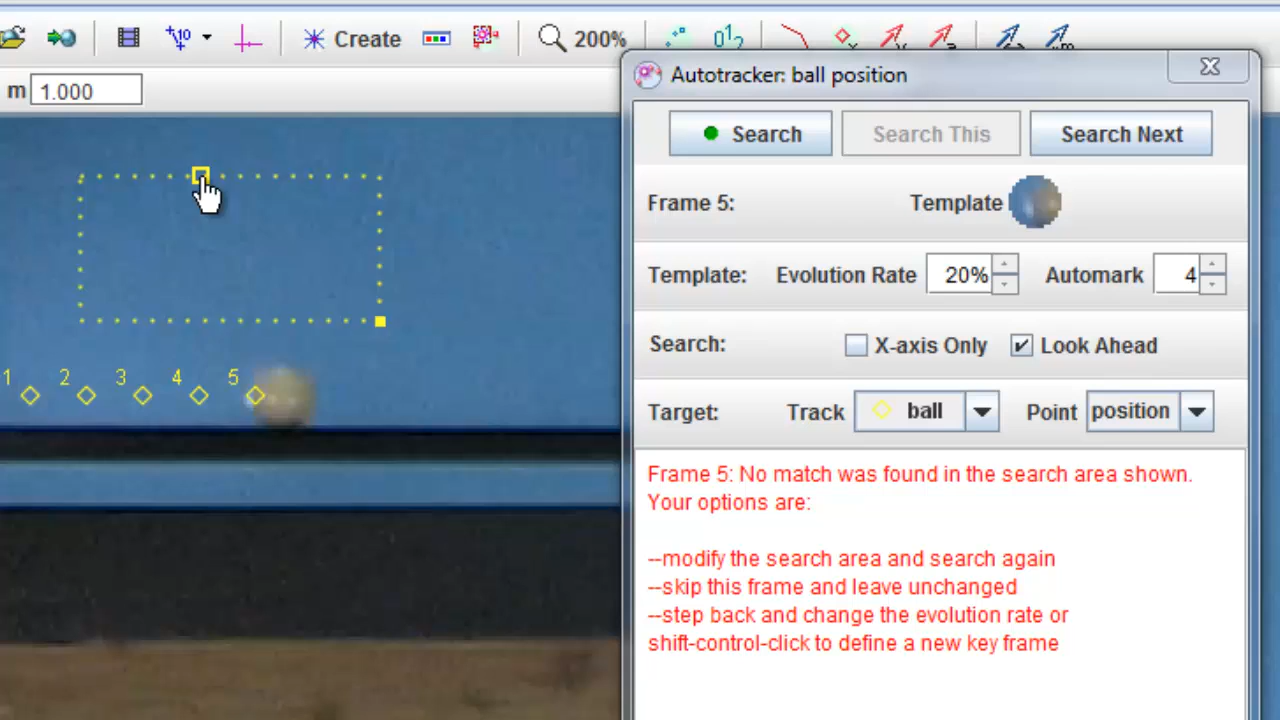 Create 200%
m 1.000
Autotracker: ball position
Search Search This Search Next
Frame 5: Template
Template: Evolution Rate 20% Automark 4
Search: X-axis Only Look Ahead
Target: Track ball Point position
1 2 3 4 5
Frame 5: No match was found in the search area shown.
Your options are:
--modify the search area and search again
--skip this frame and leave unchanged
--step back and change the evolution rate or
shift-control-click to define a new key frame